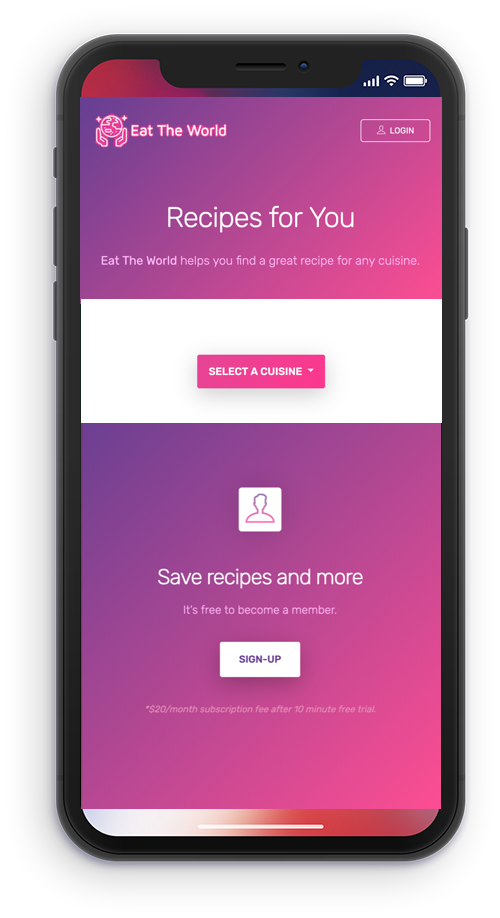 Eat The World
LOGIN
Recipes for You
Eat The World helps you find a great recipe for any cuisine.
SELECT A CUISINE
Save recipes and more
It's free to become a member.
SIGN-UP
*$20/month subscription fee after 10 minute free trial.